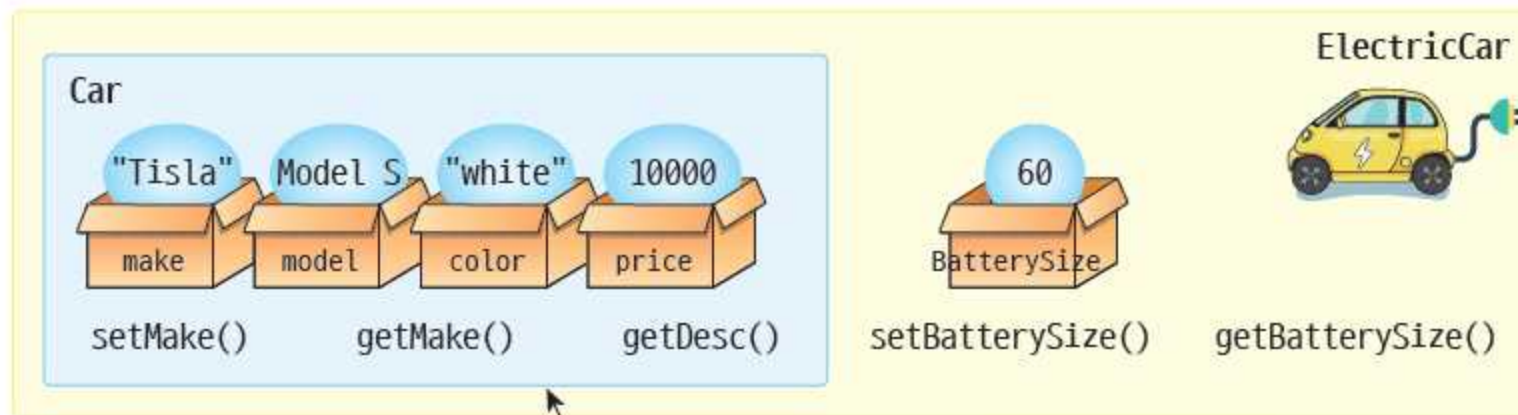 ElectricCar
Car
"Tisla" Model S "white" 10000 60
make model color price BatterySize
setMake() getMake() getDesc() setBatterySize() getBatterySize()